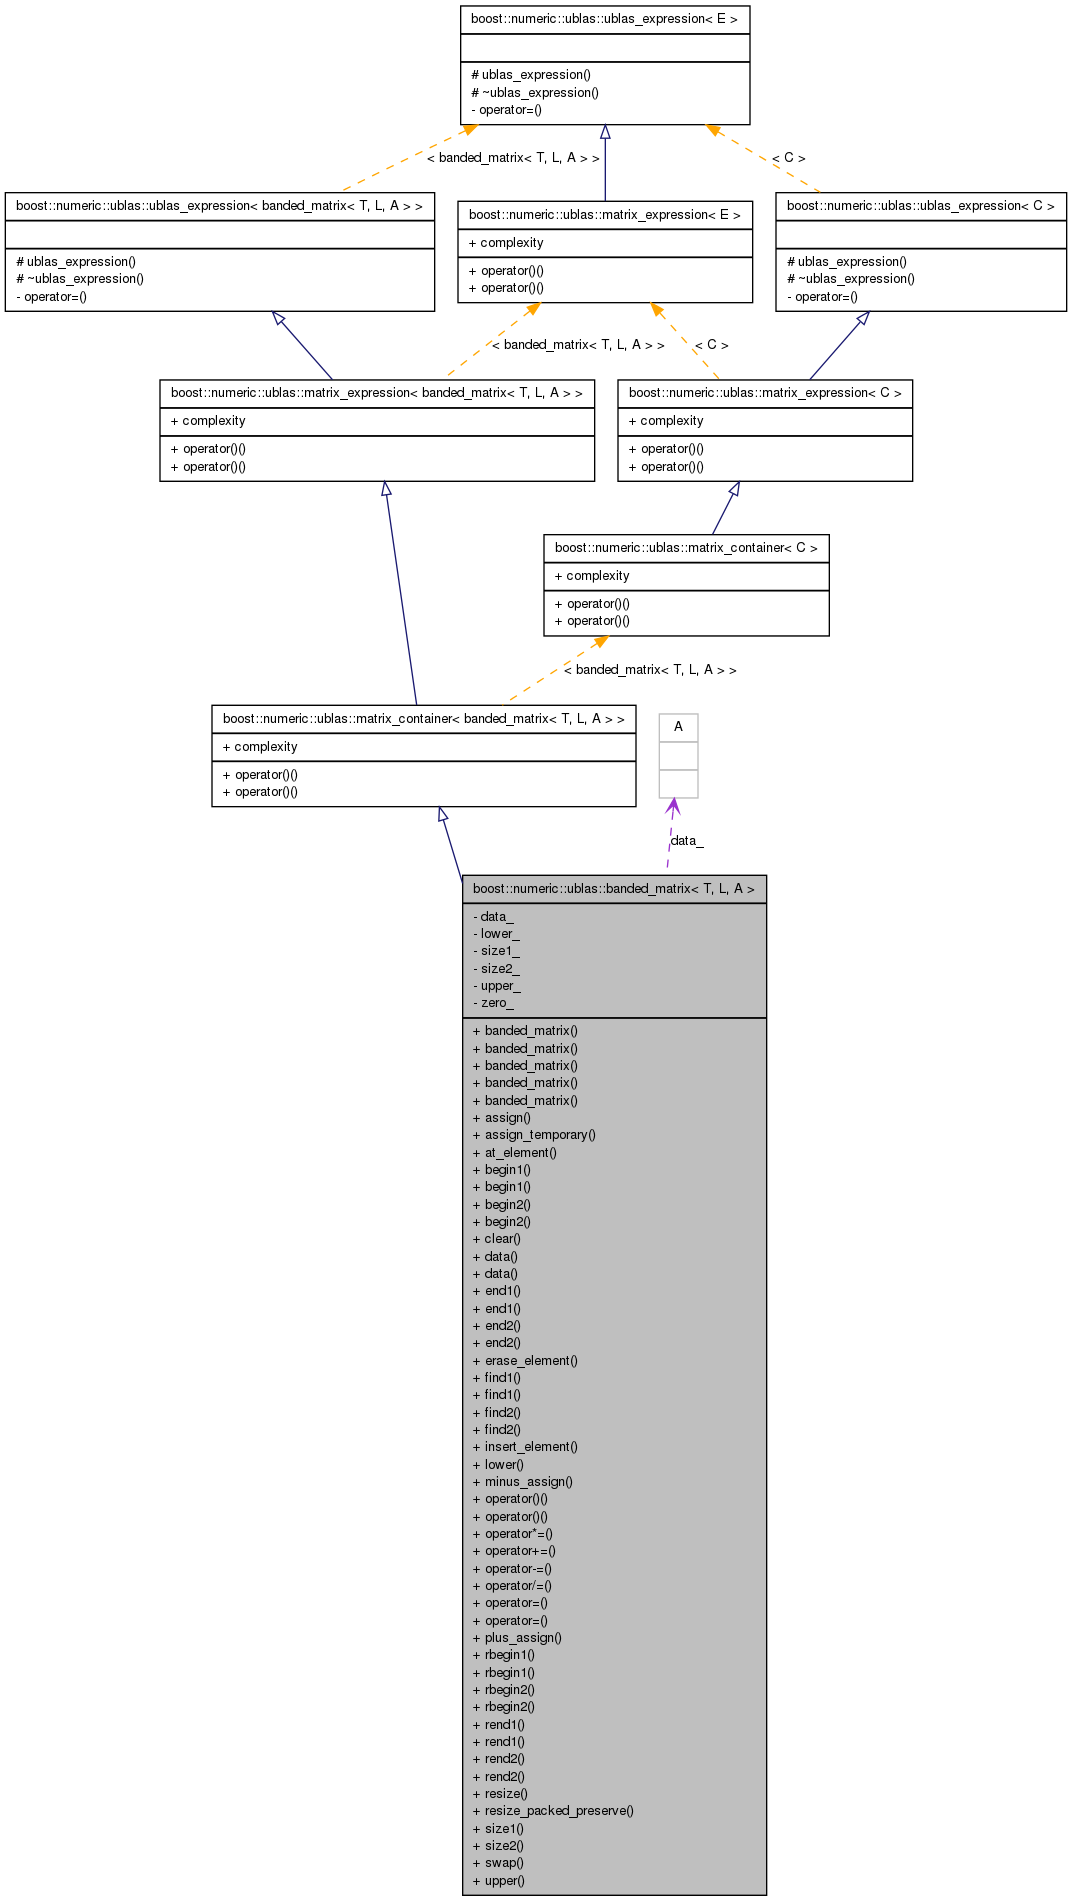 boost::numeric::ublas::ublas_expression< E >
# ublas_expression()
# ~ublas_expression()
- operator=()
< banded_matrix< T, L, A > >
< C >
boost::numeric::ublas::ublas_expression< banded_matrix< T, L, A > >
# ublas_expression()
# ~ublas_expression()
- operator=()
boost::numeric::ublas::matrix_expression< E >
+ complexity
+ operator()()
+ operator()()
boost::numeric::ublas::ublas_expression< C >
# ublas_expression()
# ~ublas_expression()
- operator=()
< banded_matrix< T, L, A > >
< C >
boost::numeric::ublas::matrix_expression< banded_matrix< T, L, A > >
+ complexity
+ operator()()
+ operator()()
boost::numeric::ublas::matrix_expression< C >
+ complexity
+ operator()()
+ operator()()
boost::numeric::ublas::matrix_container< C >
+ complexity
+ operator()()
+ operator()()
< banded_matrix< T, L, A > >
boost::numeric::ublas::matrix_container< banded_matrix< T, L, A > >
+ complexity
+ operator()()
+ operator()()
A
data_
boost::numeric::ublas::banded_matrix< T, L, A >
- data_
- lower_
- size1_
- size2_
- upper_
- zero_
+ banded_matrix()
+ banded_matrix()
+ banded_matrix()
+ banded_matrix()
+ banded_matrix()
+ assign()
+ assign_temporary()
+ at_element()
+ begin1()
+ begin1()
+ begin2()
+ begin2()
+ clear()
+ data()
+ data()
+ end1()
+ end1()
+ end2()
+ end2()
+ erase_element()
+ find1()
+ find1()
+ find2()
+ find2()
+ insert_element()
+ lower()
+ minus_assign()
+ operator()()
+ operator()()
+ operator*=()
+ operator+=()
+ operator-=()
+ operator/=()
+ operator=()
+ operator=()
+ plus_assign()
+ rbegin1()
+ rbegin1()
+ rbegin2()
+ rbegin2()
+ rend1()
+ rend1()
+ rend2()
+ rend2()
+ resize()
+ resize_packed_preserve()
+ size1()
+ size2()
+ swap()
+ upper()